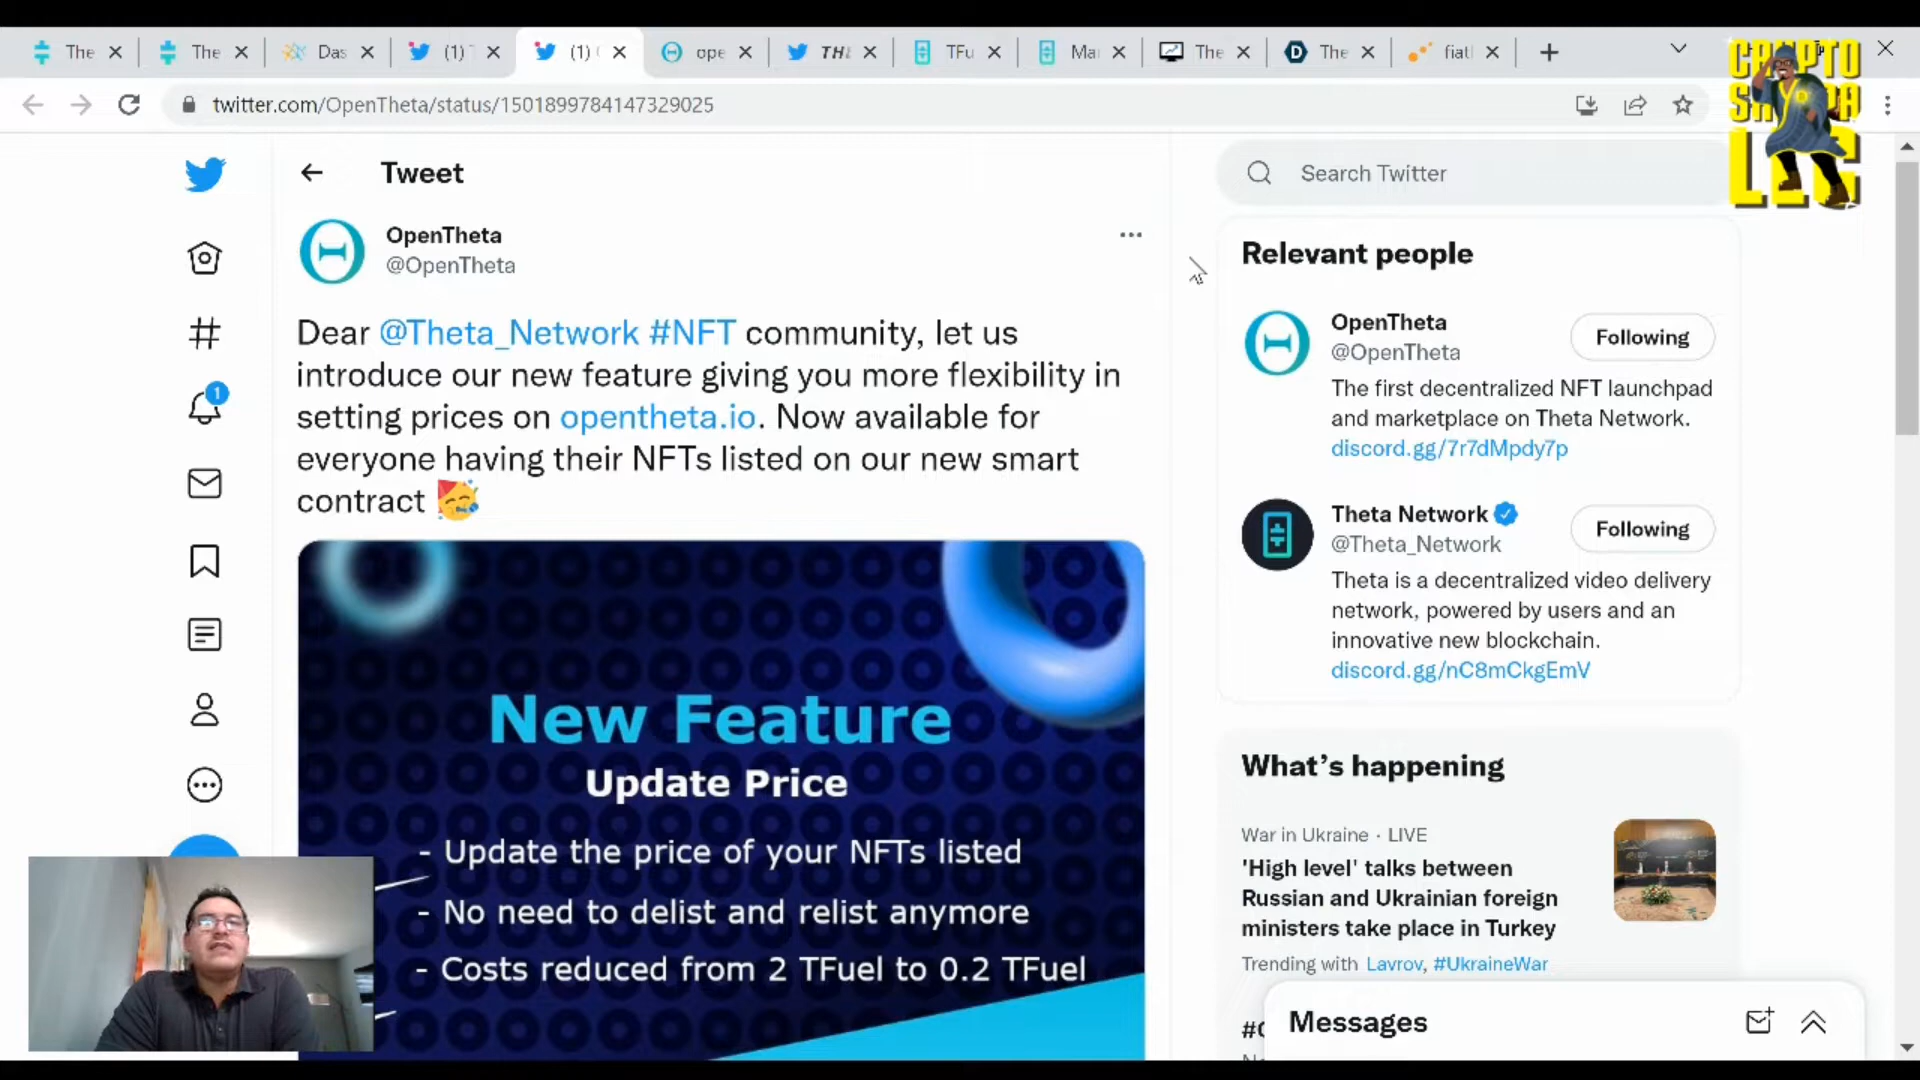 The
The
Das
(1)
(1)
ope
THE
TFu
Mar
The
The
fiatl
twitter.com/OpenTheta/status/1501899784147329025
CRYPTO
LEC
Tweet
Search Twitter
OpenTheta
@OpenTheta
Dear @Theta_Network #NFT community, let us
introduce our new feature giving you more flexibility in
setting prices on opentheta.io. Now available for
everyone having their NFTs listed on our new smart
contract 🥳
New Feature
Update Price
- Update the price of your NFTs listed
- No need to delist and relist anymore
- Costs reduced from 2 TFuel to 0.2 TFuel
1
Relevant people
OpenTheta
@OpenTheta
Following
The first decentralized NFT launchpad
and marketplace on Theta Network.
discord.gg/7r7dMpdy7p
Theta Network
@Theta_Network
Following
Theta is a decentralized video delivery
network, powered by users and an
innovative new blockchain.
discord.gg/nC8mCkgEmV
What's happening
War in Ukraine · LIVE
'High level' talks between
Russian and Ukrainian foreign
ministers take place in Turkey
Trending with Lavrov, #UkraineWar
Messages